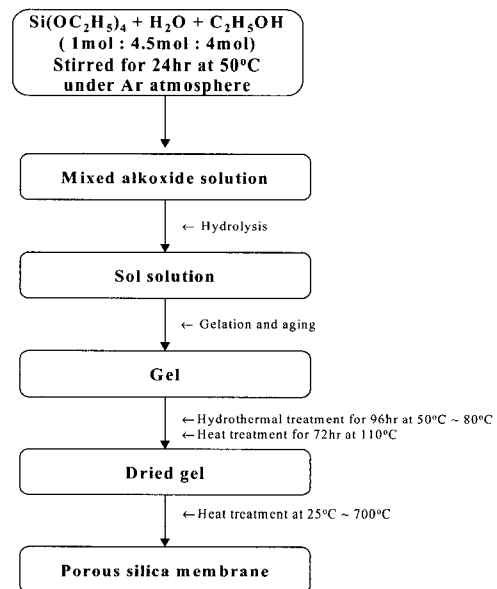 Si(OC₂H₅)₄ + H₂O + C₂H₅OH
( 1mol : 4.5mol : 4mol)
Stirred for 24hr at 50°C
under Ar atmosphere
Mixed alkoxide solution
← Hydrolysis
Sol solution
← Gelation and aging
Gel
← Hydrothermal treatment for 96hr at 50°C ~ 80°C
← Heat treatment for 72hr at 110°C
Dried gel
← Heat treatment at 25°C ~ 700°C
Porous silica membrane